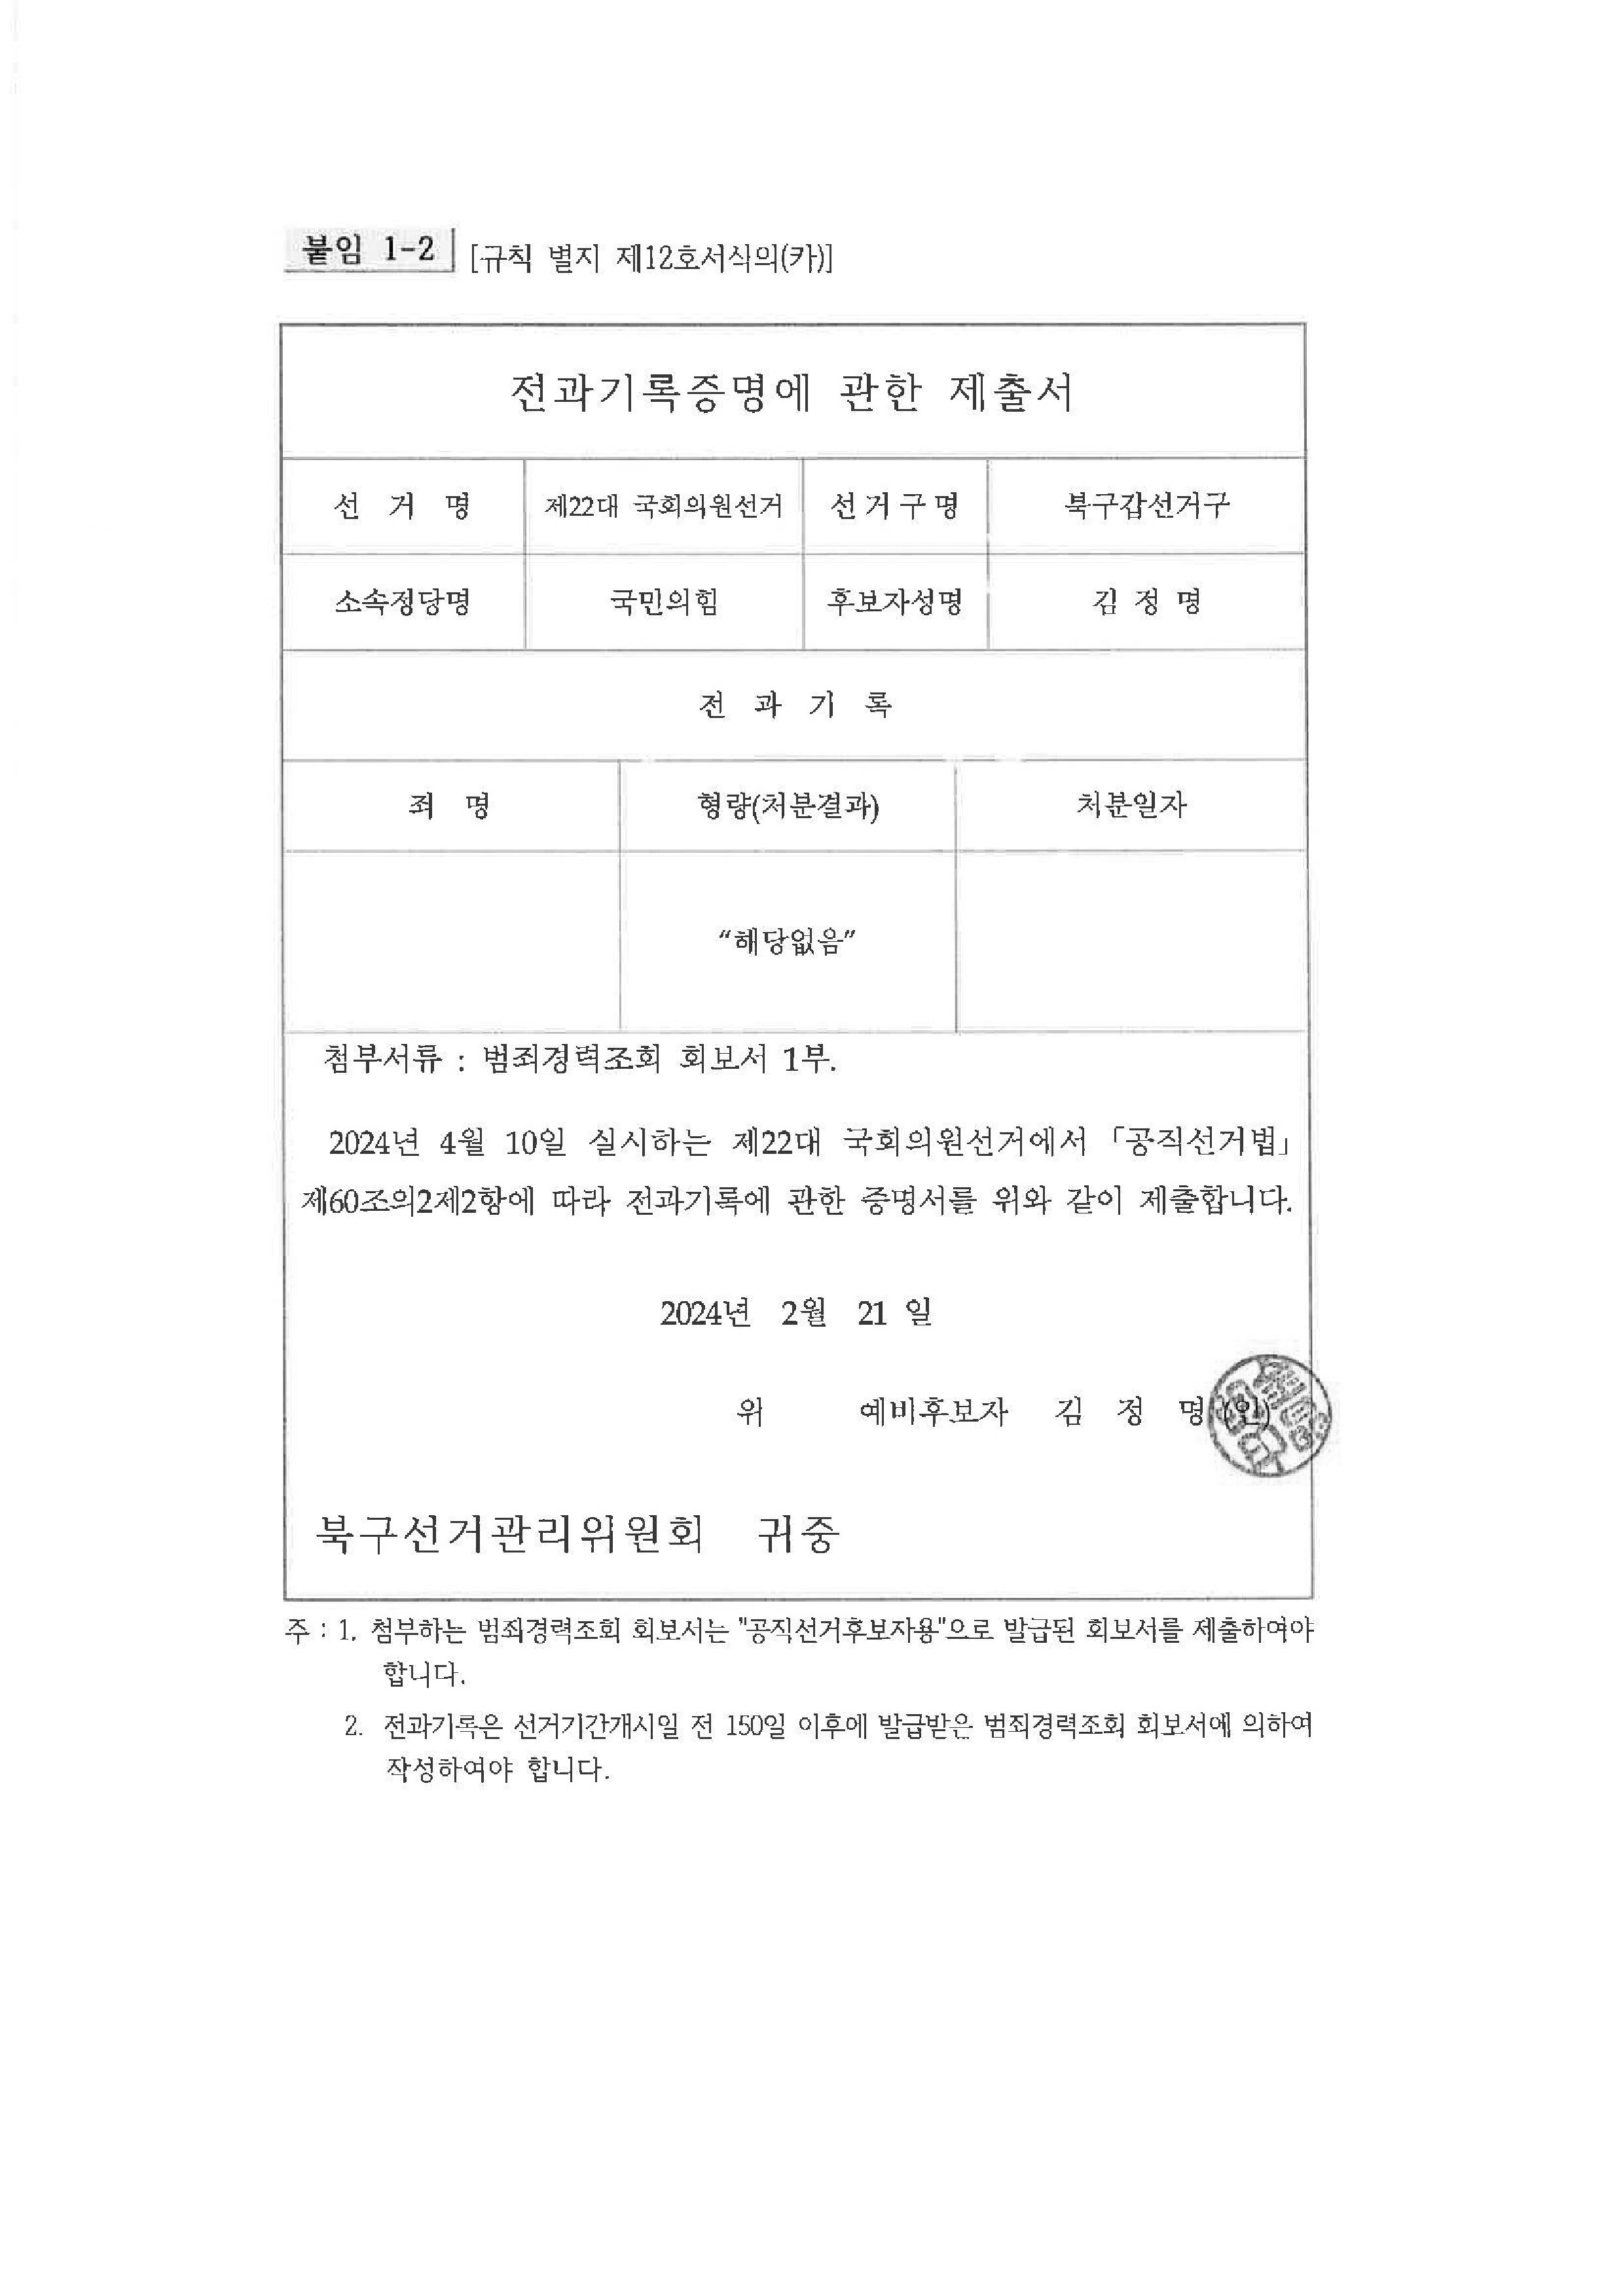 붙임 1-2 [규칙 별지 제12호서식의(카)]
전과기록증명에 관한 제출서
선 거 명 제22대 국회의원선거 선거구명 북구갑선거구
소속정당명 국민의힘 후보자성명 김 정 명
전 과 기 록
죄 명 형량(처분결과) 처분일자
"해당없음"
첨부서류 : 범죄경력조회 회보서 1부.
2024년 4월 10일 실시하는 제22대 국회의원선거에서 「공직선거법」
제60조의2제2항에 따라 전과기록에 관한 증명서를 위와 같이 제출합니다.
2024년 2월 21 일
위 예비후보자 김 정 명 (인)
북구선거관리위원회 귀중
주 : 1. 첨부하는 범죄경력조회 회보서는 "공직선거후보자용"으로 발급된 회보서를 제출하여야
합니다.
2. 전과기록은 선거기간개시일 전 150일 이후에 발급받은 범죄경력조회 회보서에 의하여
작성하여야 합니다.